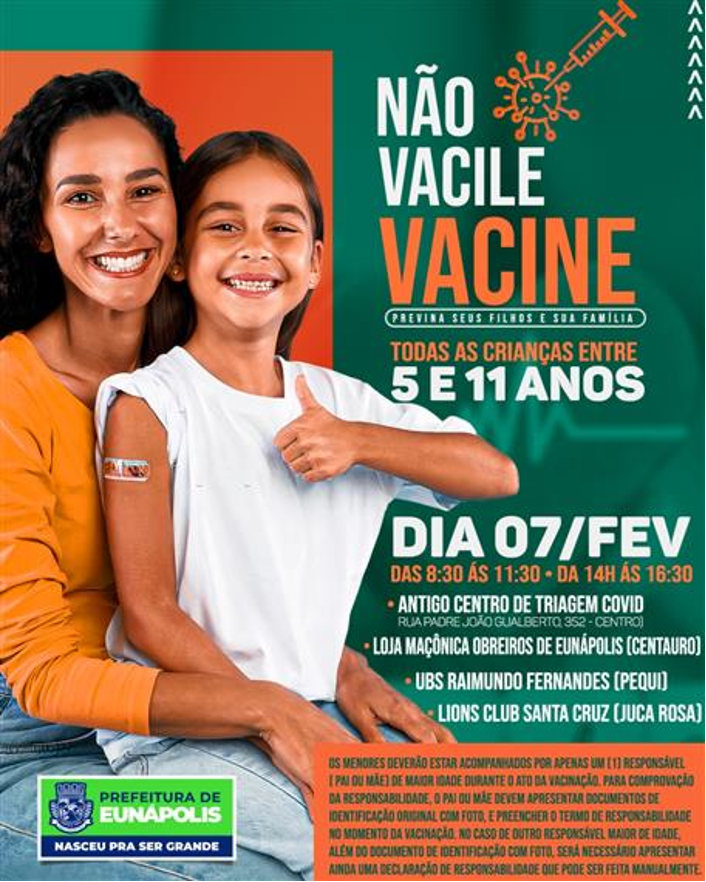 NÃO
VACILE
VACINE
PREVINA SEUS FILHOS E SUA FAMÍLIA
TODAS AS CRIANÇAS ENTRE
5 E 11 ANOS
DIA 07/FEV
DAS 8:30 ÁS 11:30 • DA 14H ÁS 16:30
• ANTIGO CENTRO DE TRIAGEM COVID
RUA PADRE JOÃO GUALBERTO, 352 - CENTRO)
• LOJA MAÇÔNICA OBREIROS DE EUNÁPOLIS (CENTAURO)
• UBS RAIMUNDO FERNANDES (PEQUI)
• LIONS CLUB SANTA CRUZ (JUCA ROSA)
OS MENORES DEVERÃO ESTAR ACOMPANHADOS POR APENAS UM (1) RESPONSÁVEL
( PAI OU MÃE) DE MAIOR IDADE DURANTE O ATO DA VACINAÇÃO. PARA COMPROVAÇÃO
DA RESPONSABILIDADE, O PAI OU MÃE DEVEM APRESENTAR DOCUMENTOS DE
IDENTIFICAÇÃO ORIGINAL COM FOTO, E PREENCHER O TERMO DE RESPONSABILIDADE
NO MOMENTO DA VACINAÇÃO. NO CASO DE OUTRO RESPONSÁVEL MAIOR DE IDADE,
ALÉM DO DOCUMENTO DE IDENTIFICAÇÃO COM FOTO, SERÁ NECESSÁRIO APRESENTAR
AINDA UMA DECLARAÇÃO DE RESPONSABILIDADE QUE PODE SER FEITA MANUALMENTE.
PREFEITURA DE
EUNÁPOLIS
NASCEU PRA SER GRANDE